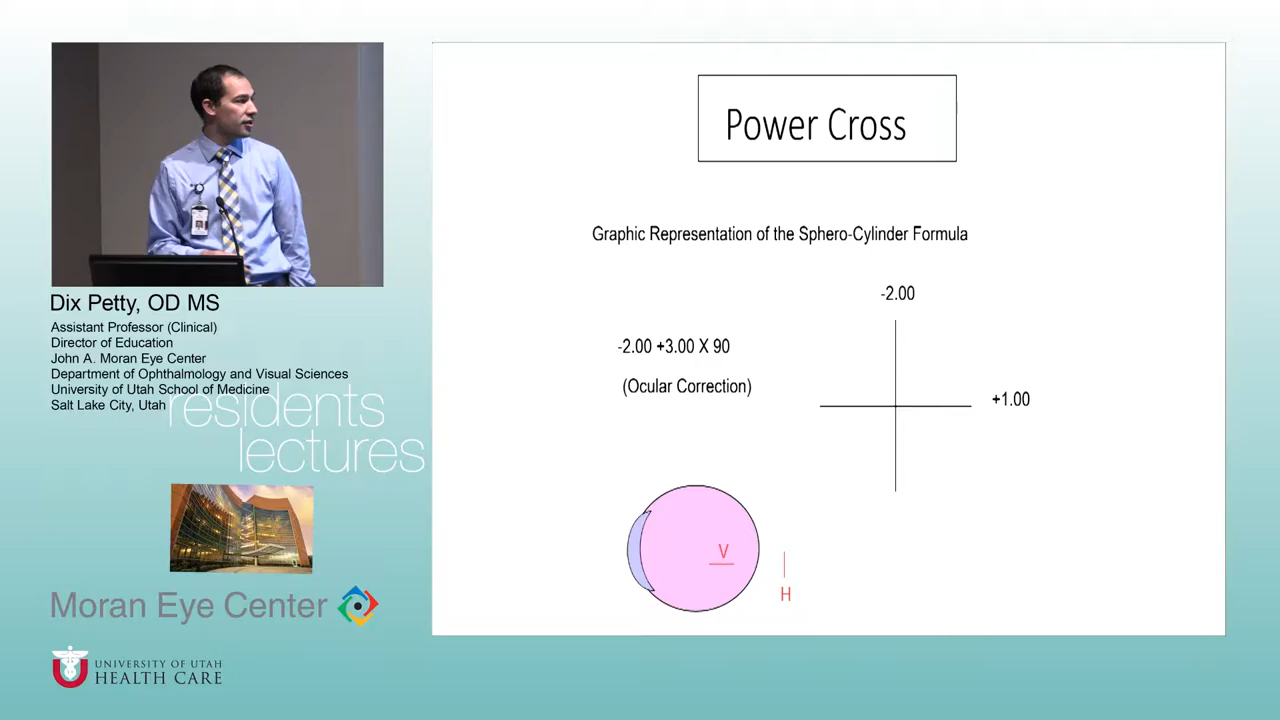 Power Cross
Graphic Representation of the Sphero-Cylinder Formula
-2.00
-2.00 +3.00 X 90
(Ocular Correction)
+1.00
V
H
Dix Petty, OD MS
Assistant Professor (Clinical)
Director of Education
John A. Moran Eye Center
Department of Ophthalmology and Visual Sciences
University of Utah School of Medicine
Salt Lake City, Utah
residents
lectures
Moran Eye Center
UNIVERSITY OF UTAH
HEALTH CARE